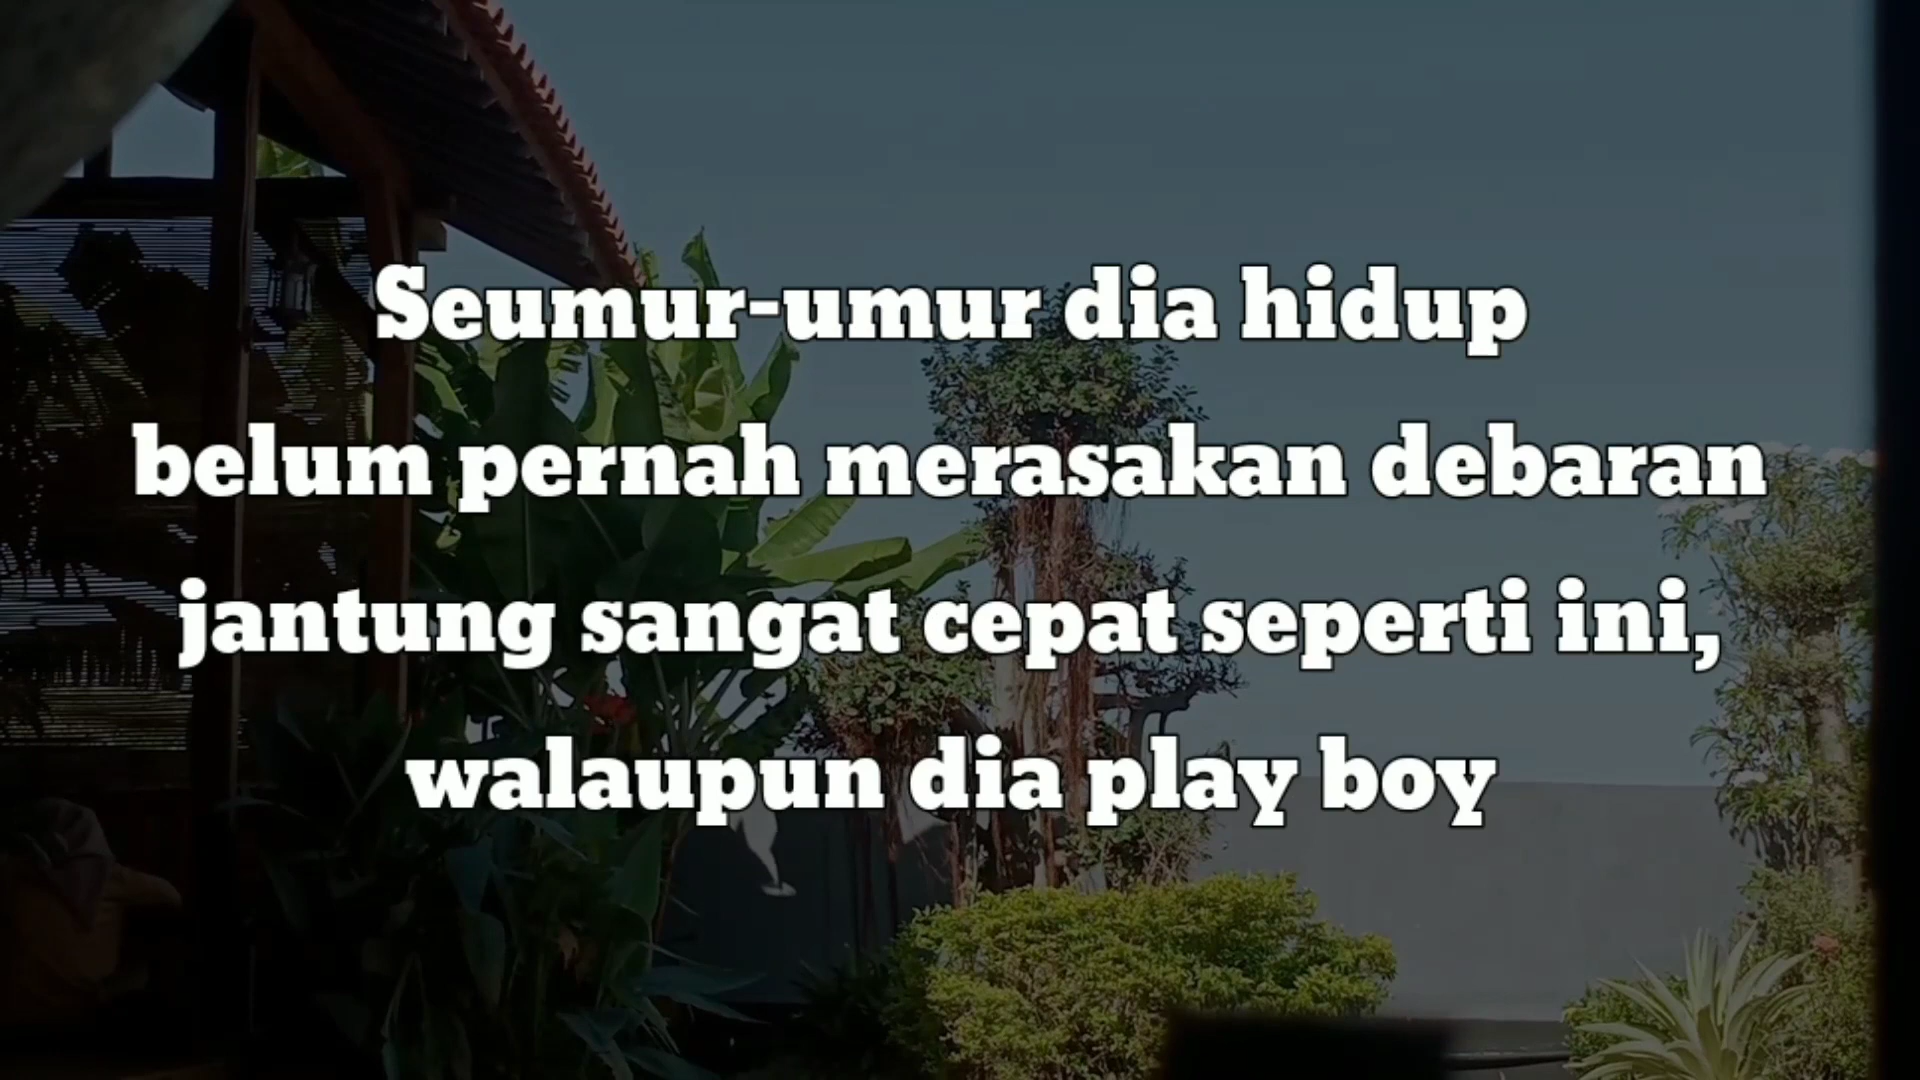 Seumur-umur dia hidup
belum pernah merasakan debaran
jantung sangat cepat seperti ini,
walaupun dia play boy